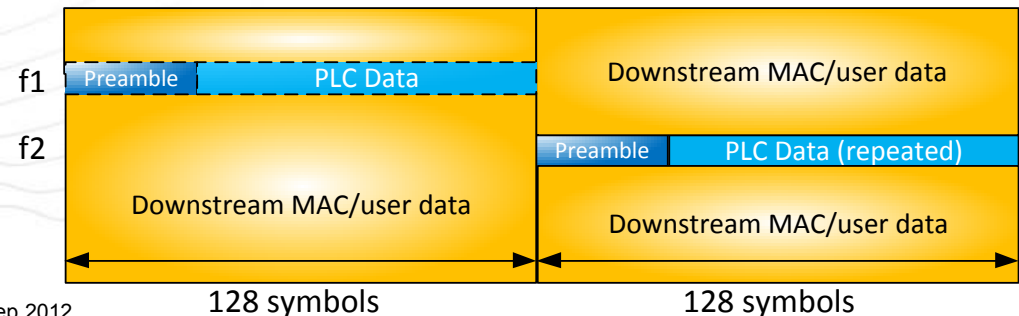 f1
Preamble
PLC Data
Downstream MAC/user data
f2
Preamble
PLC Data (repeated)
Downstream MAC/user data
Downstream MAC/user data
2012
128 symbols
128 symbols